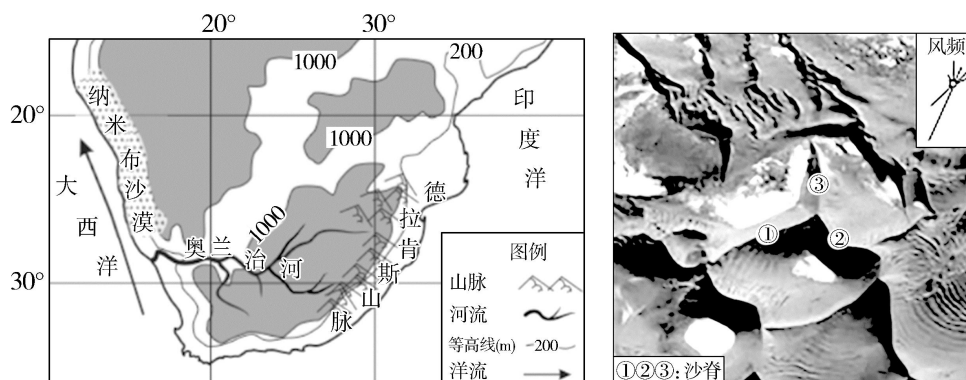 20° 30°
1000
200
20°
30°
1000
1000
纳米布沙漠
大西洋
印度洋
奥兰治河
德拉肯斯山脉
图例
山脉
河流
等高线(m) -200
洋流
风频
①
②
③
①②③:沙脊